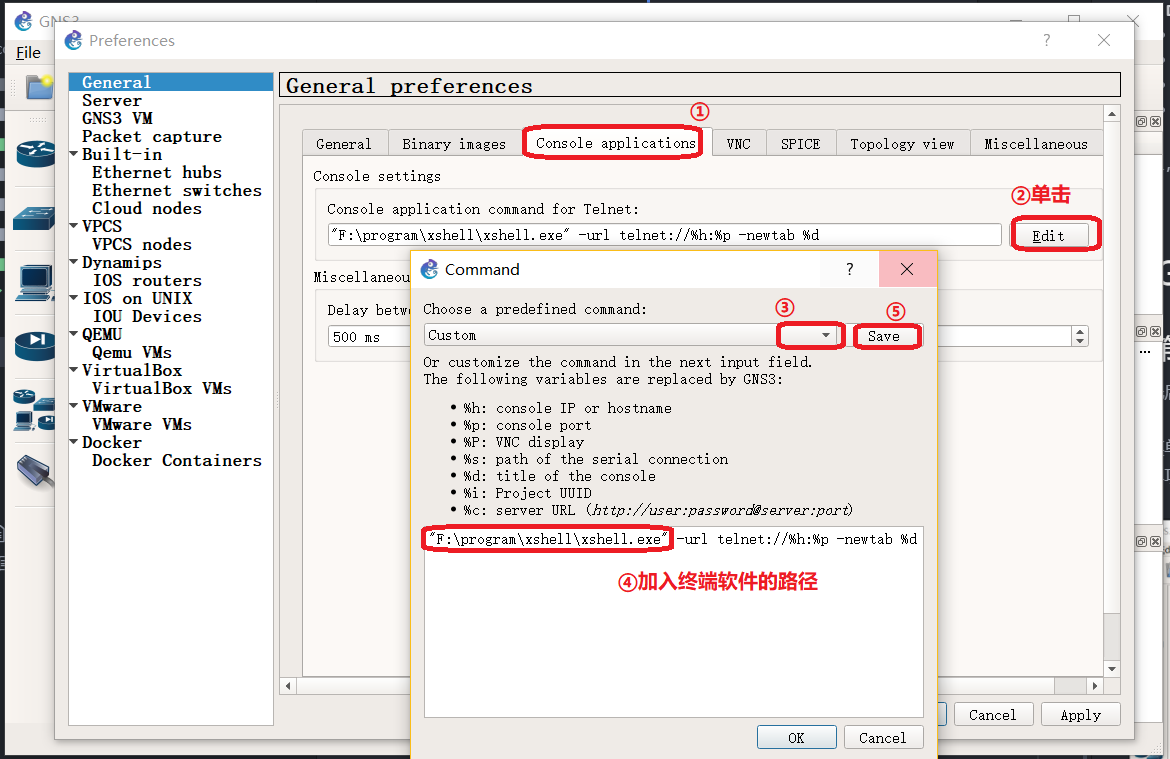 GNS3
File
Preferences
?
General
Server
GNS3 VM
Packet capture
Built-in
Ethernet hubs
Ethernet switches
Cloud nodes
VPCS
VPCS nodes
Dynamips
IOS routers
IOS on UNIX
IOU Devices
QEMU
Qemu VMs
VirtualBox
VirtualBox VMs
VMware
VMware VMs
Docker
Docker Containers
General preferences
①
General Binary images Console applications VNC SPICE Topology view Miscellaneous
Console settings
②单击
Console application command for Telnet:
"F:\program\xshell\xshell.exe" -url telnet://%h:%p -newtab %d
Edit
Miscellaneou
Delay betw
500 ms
Command
?
Choose a predefined command:
③
⑤
Custom
Save
Or customize the command in the next input field.
The following variables are replaced by GNS3:
• %h: console IP or hostname
• %p: console port
• %P: VNC display
• %s: path of the serial connection
• %d: title of the console
• %i: Project UUID
• %c: server URL (http://user:password@server:port)
"F:\program\xshell\xshell.exe" -url telnet://%h:%p -newtab %d
④加入终端软件的路径
OK Cancel
Cancel Apply